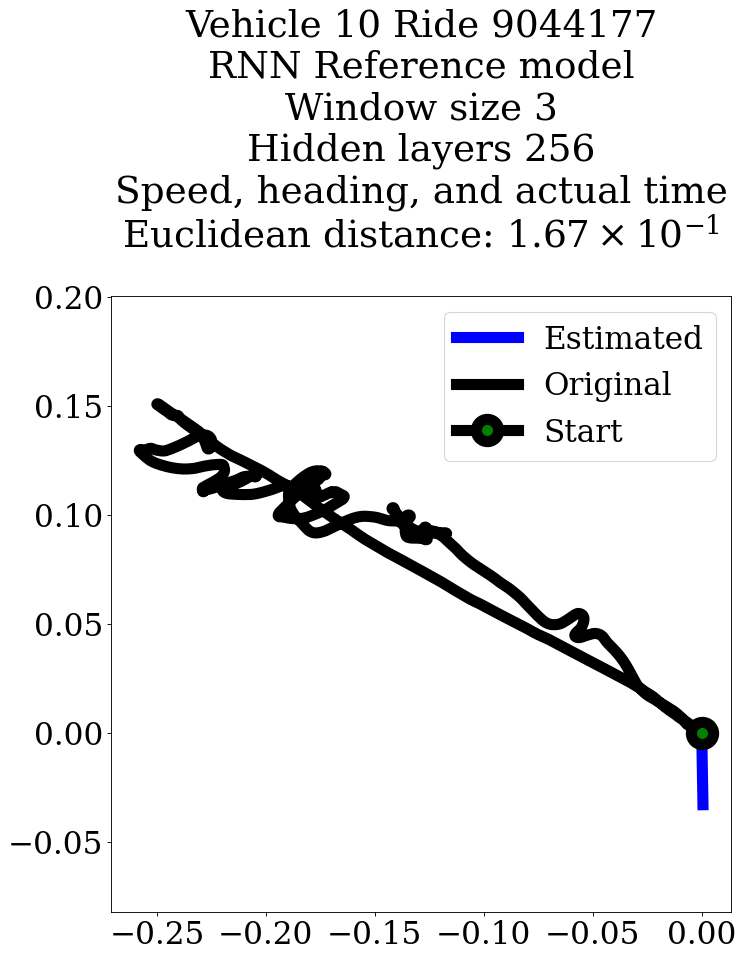 Vehicle 10 Ride 9044177
RNN Reference model
Window size 3
Hidden layers 256
Speed, heading, and actual time
Euclidean distance: 1.67 × 10⁻¹
Estimated
Original
Start
0.20
0.15
0.10
0.05
0.00
−0.05
−0.25 −0.20 −0.15 −0.10 −0.05 0.00